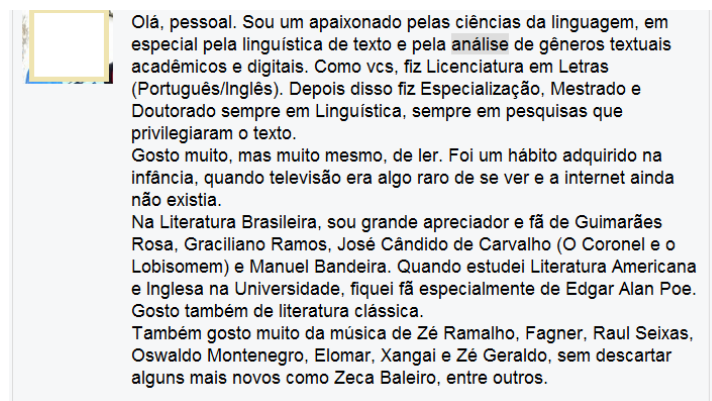 Olá, pessoal. Sou um apaixonado pelas ciências da linguagem, em
especial pela linguística de texto e pela análise de gêneros textuais
acadêmicos e digitais. Como vcs, fiz Licenciatura em Letras
(Português/Inglês). Depois disso fiz Especialização, Mestrado e
Doutorado sempre em Linguística, sempre em pesquisas que
privilegiaram o texto.
Gosto muito, mas muito mesmo, de ler. Foi um hábito adquirido na
infância, quando televisão era algo raro de se ver e a internet ainda
não existia.
Na Literatura Brasileira, sou grande apreciador e fã de Guimarães
Rosa, Graciliano Ramos, José Cândido de Carvalho (O Coronel e o
Lobisomem) e Manuel Bandeira. Quando estudei Literatura Americana
e Inglesa na Universidade, fiquei fã especialmente de Edgar Alan Poe.
Gosto também de literatura clássica.
Também gosto muito da música de Zé Ramalho, Fagner, Raul Seixas,
Oswaldo Montenegro, Elomar, Xangai e Zé Geraldo, sem descartar
alguns mais novos como Zeca Baleiro, entre outros.